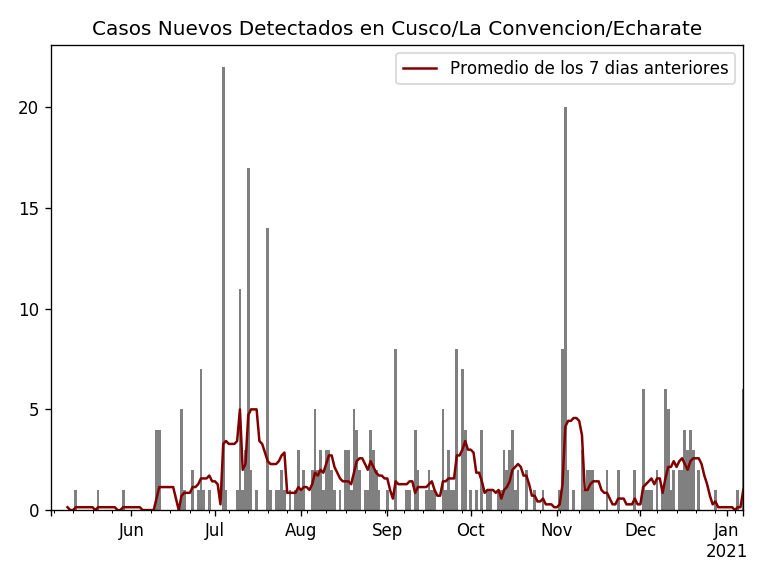 Casos Nuevos Detectados en Cusco/La Convencion/Echarate
Promedio de los 7 dias anteriores
20
15
10
5
0
Jun Jul Aug Sep Oct Nov Dec Jan
2021